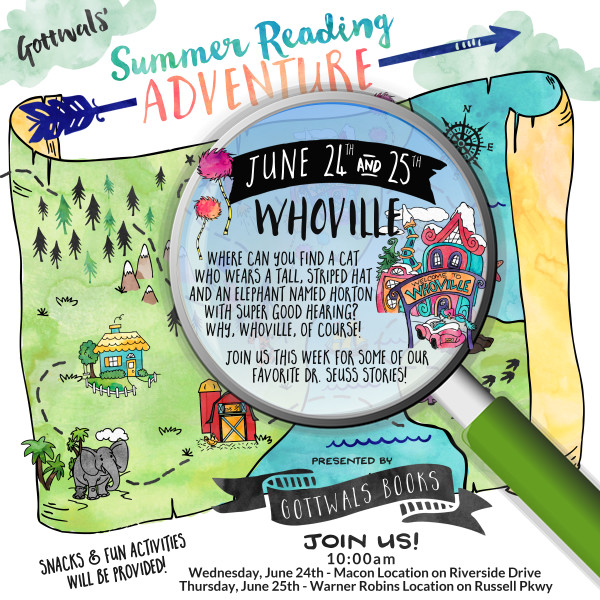 Gottwals'
Summer Reading
ADVENTURE
N
JUNE 24TH AND 25TH
WHOVILLE
WHERE CAN YOU FIND A CAT
WHO WEARS A TALL, STRIPED HAT
AND AN ELEPHANT NAMED HORTON
WITH SUPER GOOD HEARING?
WHY, WHOVILLE, OF COURSE!
WELCOME TO
WHOVILLE
JOIN US THIS WEEK FOR SOME OF OUR
FAVORITE DR. SEUSS STORIES!
PRESENTED BY
GOTTWALS BOOKS
SNACKS & FUN ACTIVITIES
WILL BE PROVIDED!
JOIN US!
10:00am
Wednesday, June 24th - Macon Location on Riverside Drive
Thursday, June 25th - Warner Robins Location on Russell Pkwy